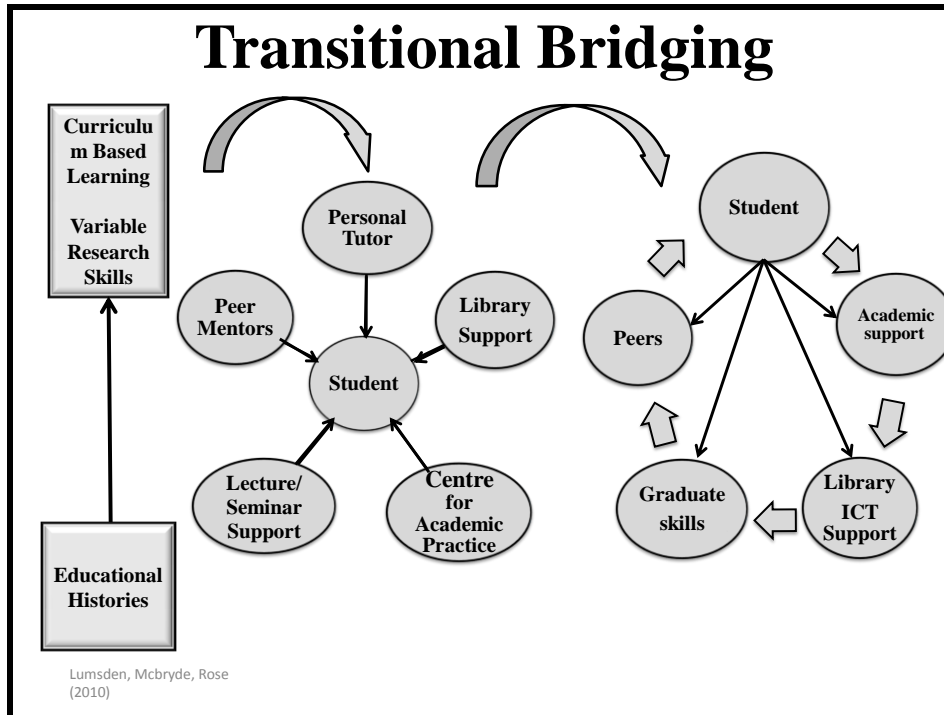 Transitional Bridging
Curriculu
m Based
Learning
Variable
Research
Skills
Educational
Histories
Personal
Tutor
Peer
Mentors
Library
Support
Student
Lecture/
Seminar
Support
Centre
for
Academic
Practice
Student
Peers
Academic
support
Graduate
skills
Library
ICT
Support
Lumsden, Mcbryde, Rose
(2010)